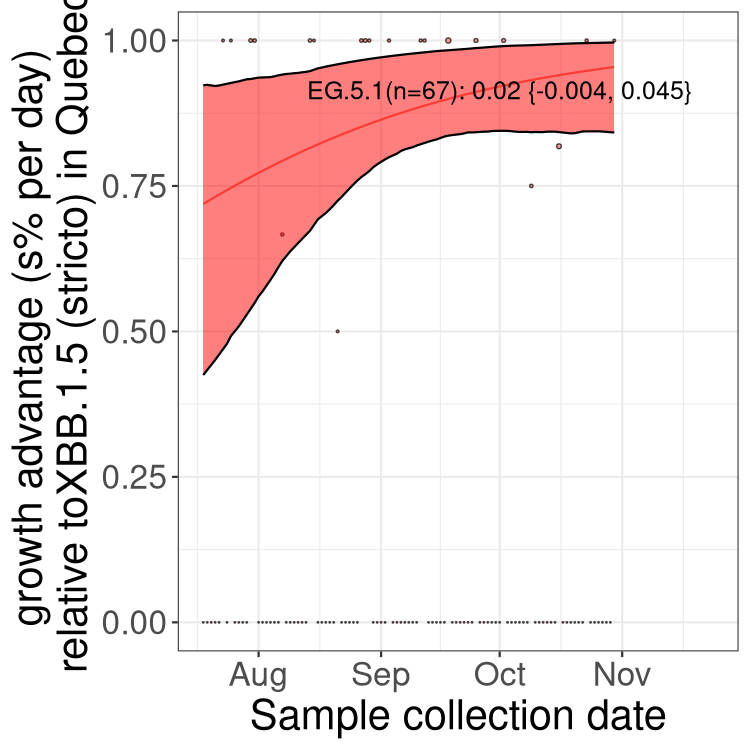 growth advantage (s% per day)
relative toXBB.1.5 (stricto) in Quebec
1.00
0.75
0.50
0.25
0.00
EG.5.1(n=67): 0.02 {-0.004, 0.045}
Aug Sep Oct Nov
Sample collection date